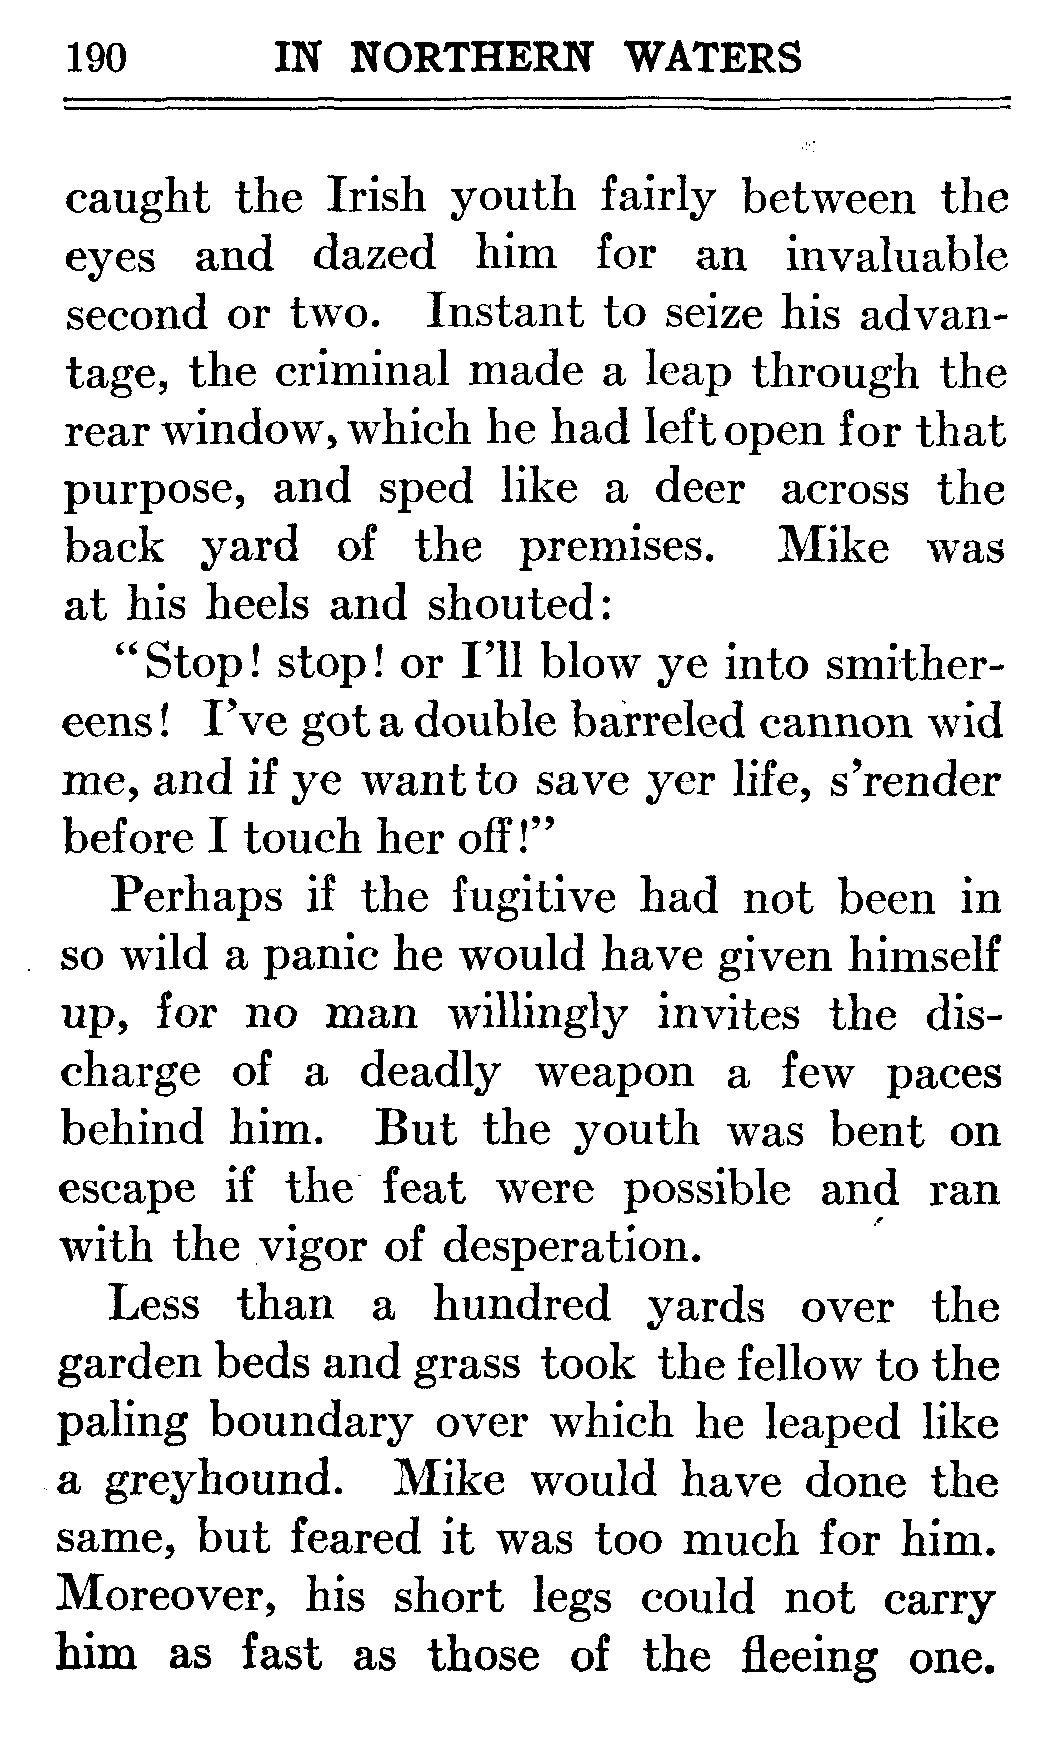 190 IN NORTHERN WATERS
caught the Irish youth fairly between the
eyes and dazed him for an invaluable
second or two. Instant to seize his advan-
tage, the criminal made a leap through the
rear window, which he had left open for that
purpose, and sped like a deer across the
back yard of the premises. Mike was
at his heels and shouted:
“Stop! stop! or I’ll blow ye into smither-
eens! I’ve got a double barreled cannon wid
me, and if ye want to save yer life, s’render
before I touch her off!”
Perhaps if the fugitive had not been in
so wild a panic he would have given himself
up, for no man willingly invites the dis-
charge of a deadly weapon a few paces
behind him. But the youth was bent on
escape if the feat were possible and ran
with the vigor of desperation.
Less than a hundred yards over the
garden beds and grass took the fellow to the
paling boundary over which he leaped like
a greyhound. Mike would have done the
same, but feared it was too much for him.
Moreover, his short legs could not carry
him as fast as those of the fleeing one.